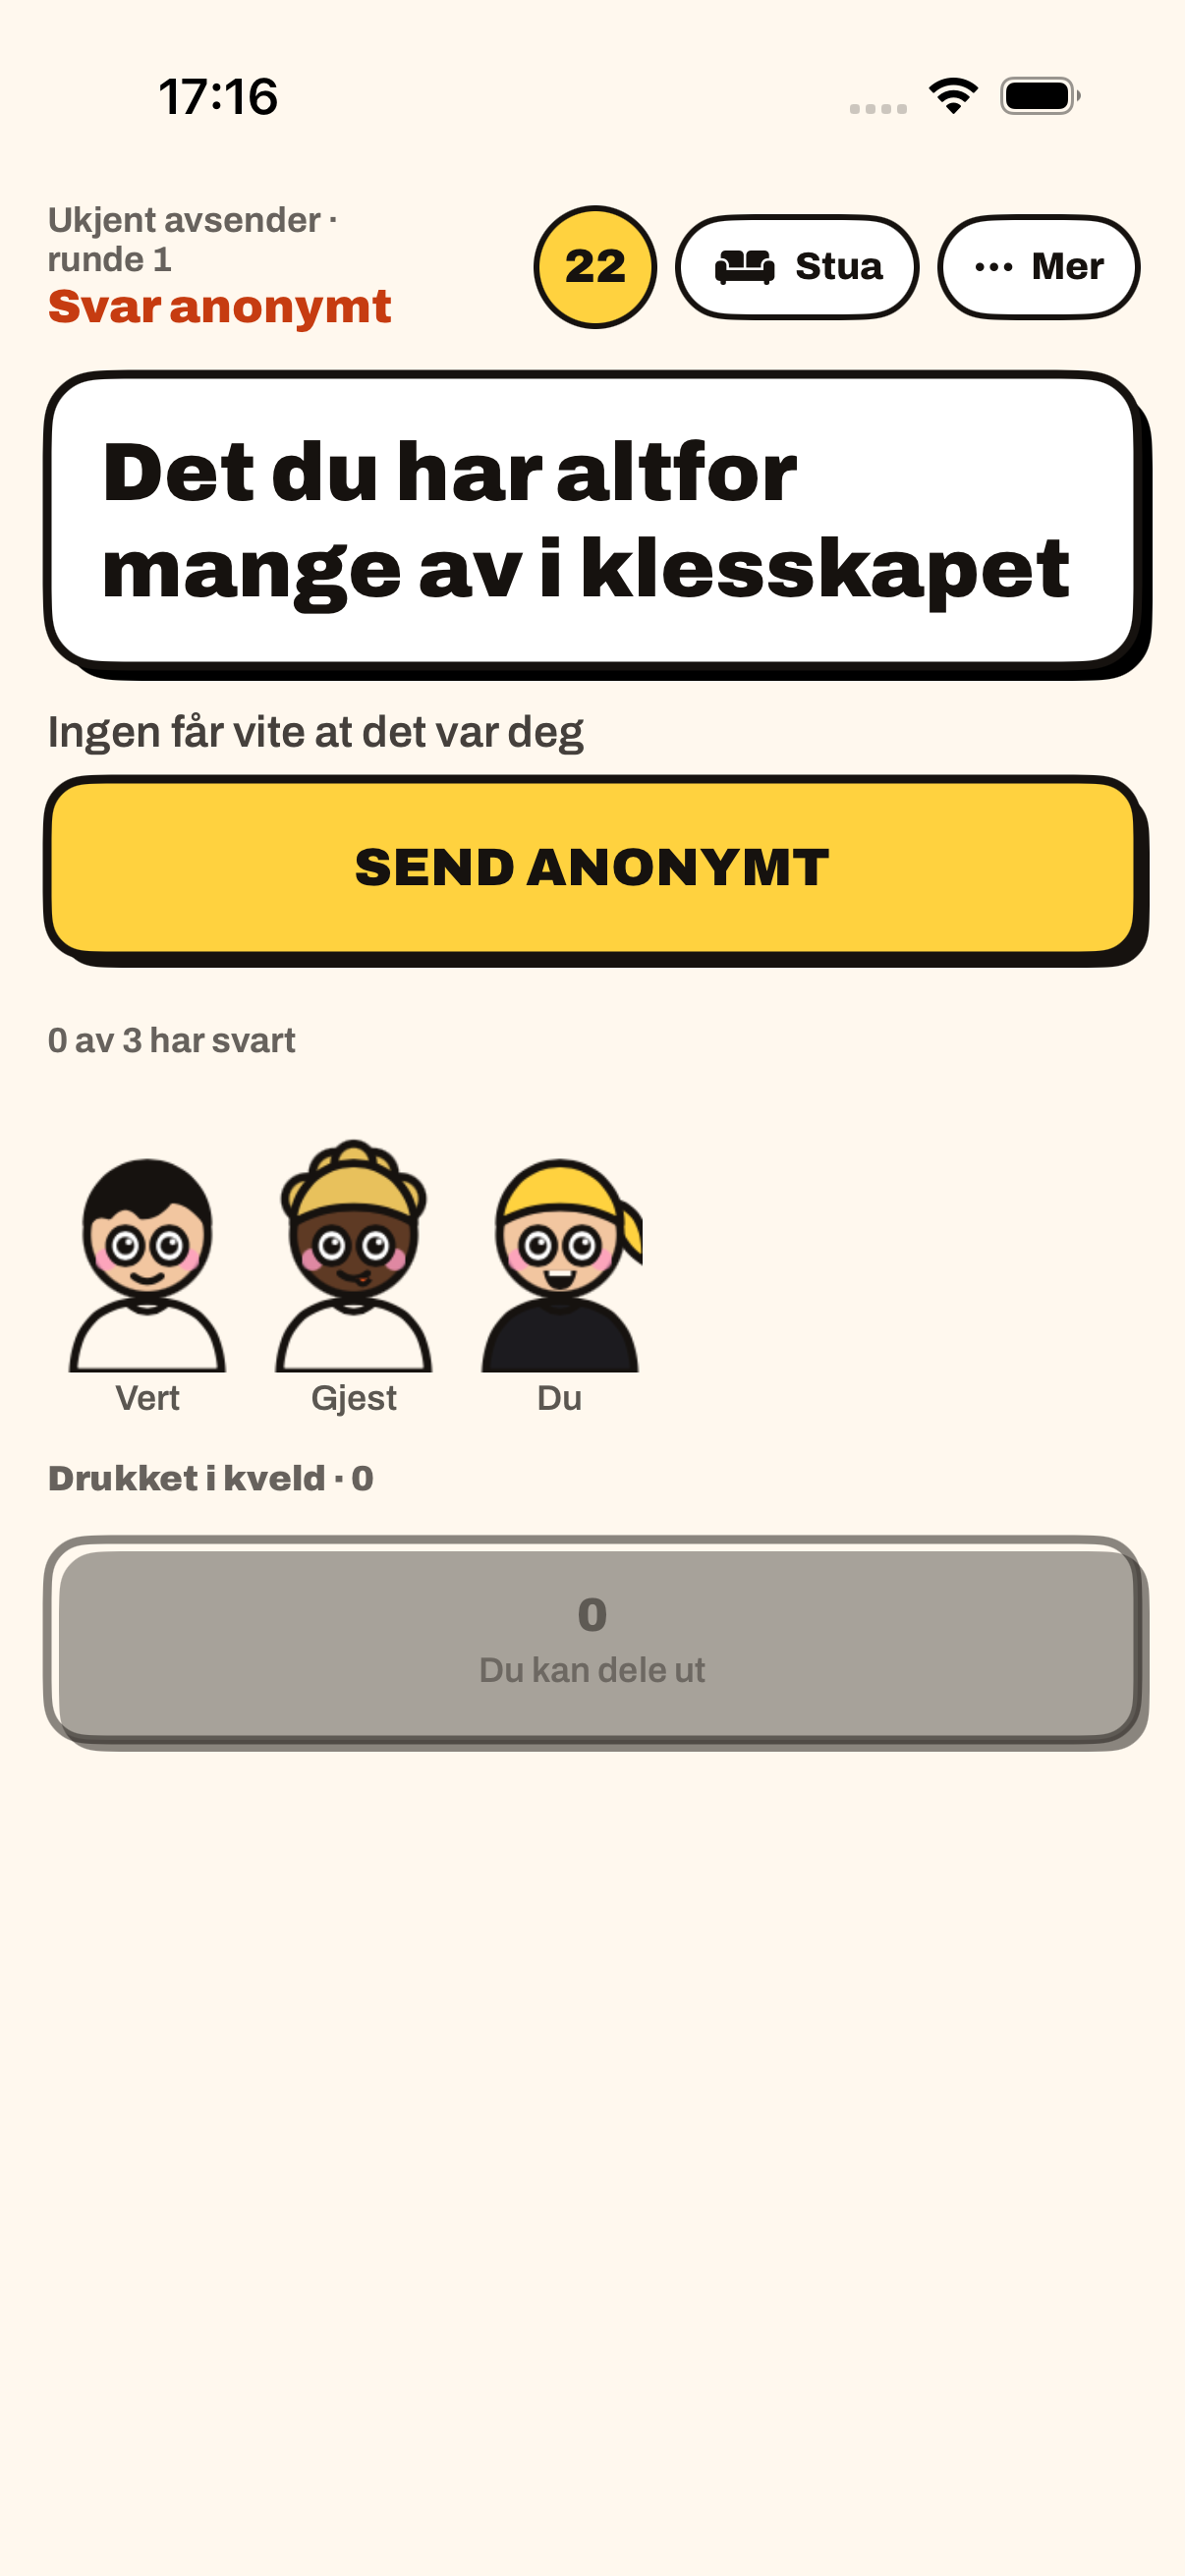 17:16
Ukjent avsender ·
runde 1
Svar anonymt
22
Stua
Mer
Det du har altfor
mange av i klesskapet
Ingen får vite at det var deg
SEND ANONYMT
0 av 3 har svart
Vert
Gjest
Du
Drukket i kveld · 0
0
Du kan dele ut